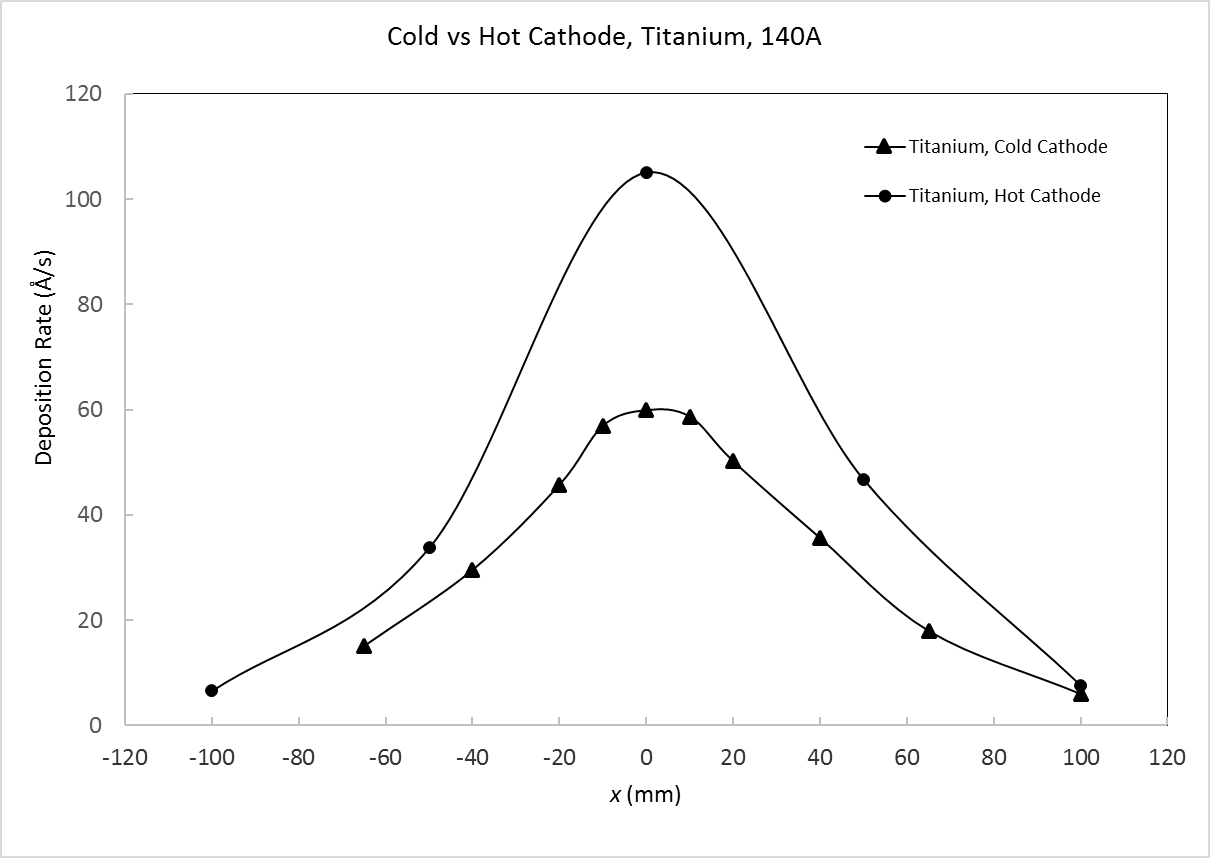 Cold vs Hot Cathode, Titanium, 140A
120
100
80
60
40
20
0
Deposition Rate (Å/s)
Titanium, Cold Cathode
Titanium, Hot Cathode
-120 -100 -80 -60 -40 -20 0 20 40 60 80 100 120
x (mm)